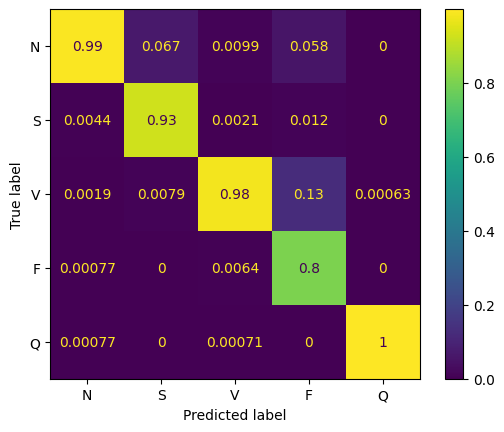 N 0.99 0.067 0.0099 0.058 0
S 0.0044 0.93 0.0021 0.012 0
V 0.0019 0.0079 0.98 0.13 0.00063
F 0.00077 0 0.0064 0.8 0
Q 0.00077 0 0.00071 0 1
N S V F Q
Predicted label
True label
0.8
0.6
0.4
0.2
0.0